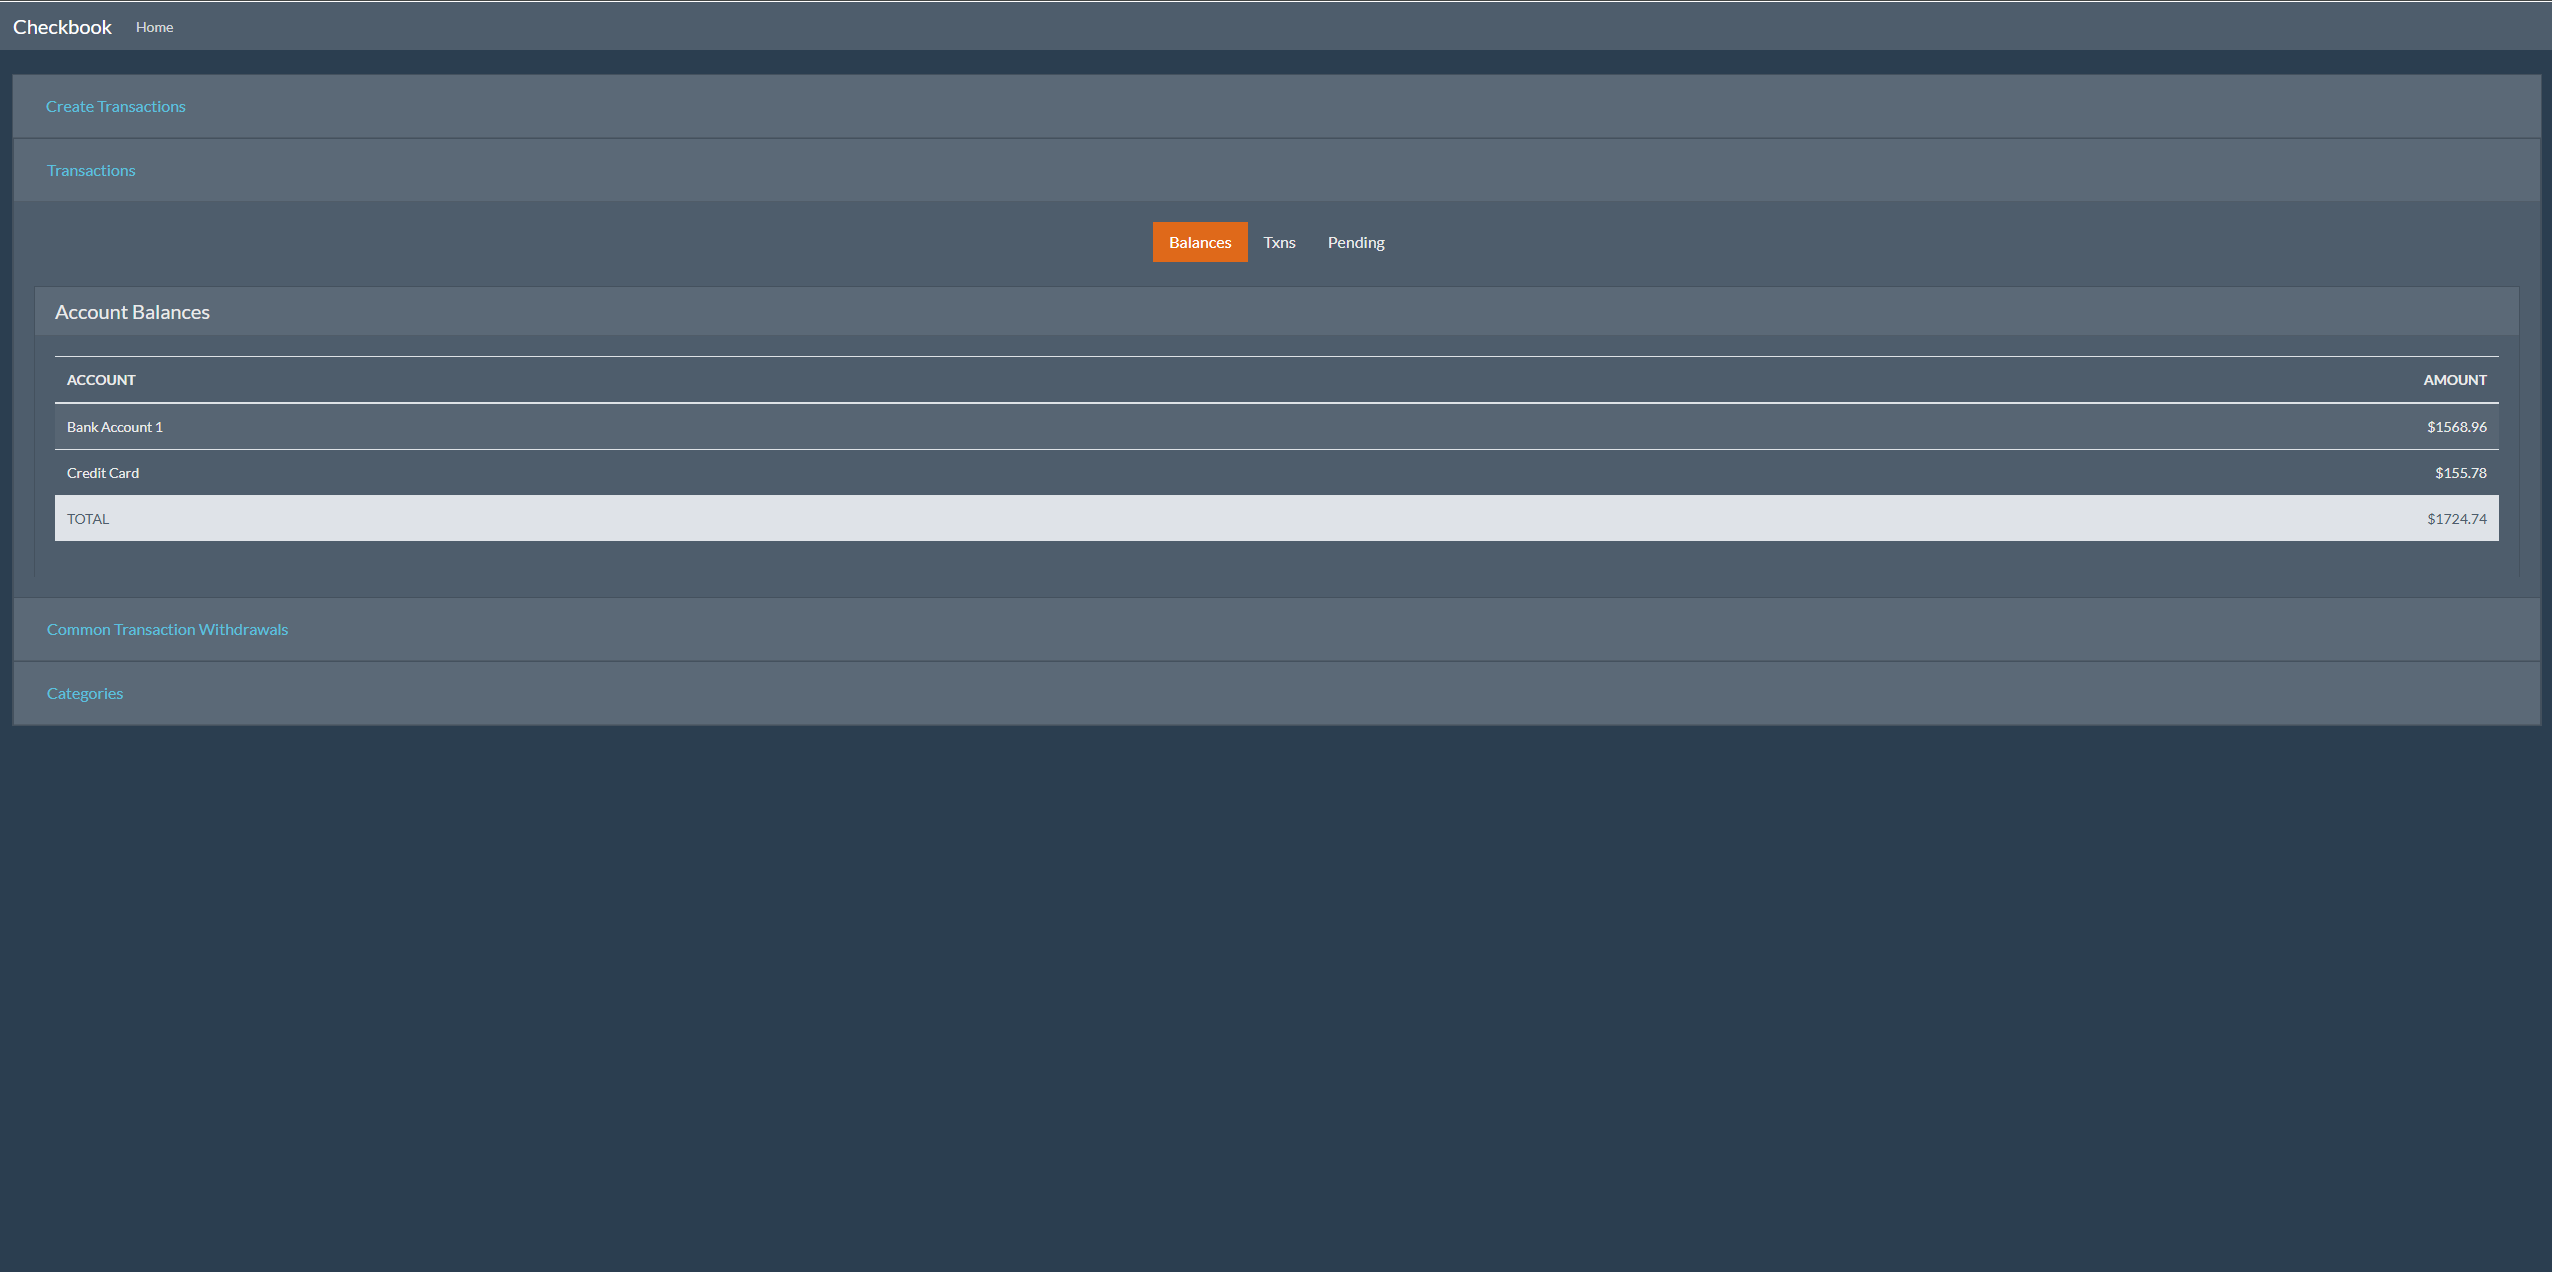 Checkbook Home
Create Transactions
Transactions
Balances Txns Pending
Account Balances
ACCOUNT AMOUNT
Bank Account 1 $1568.96
Credit Card $155.78
TOTAL $1724.74
Common Transaction Withdrawals
Categories